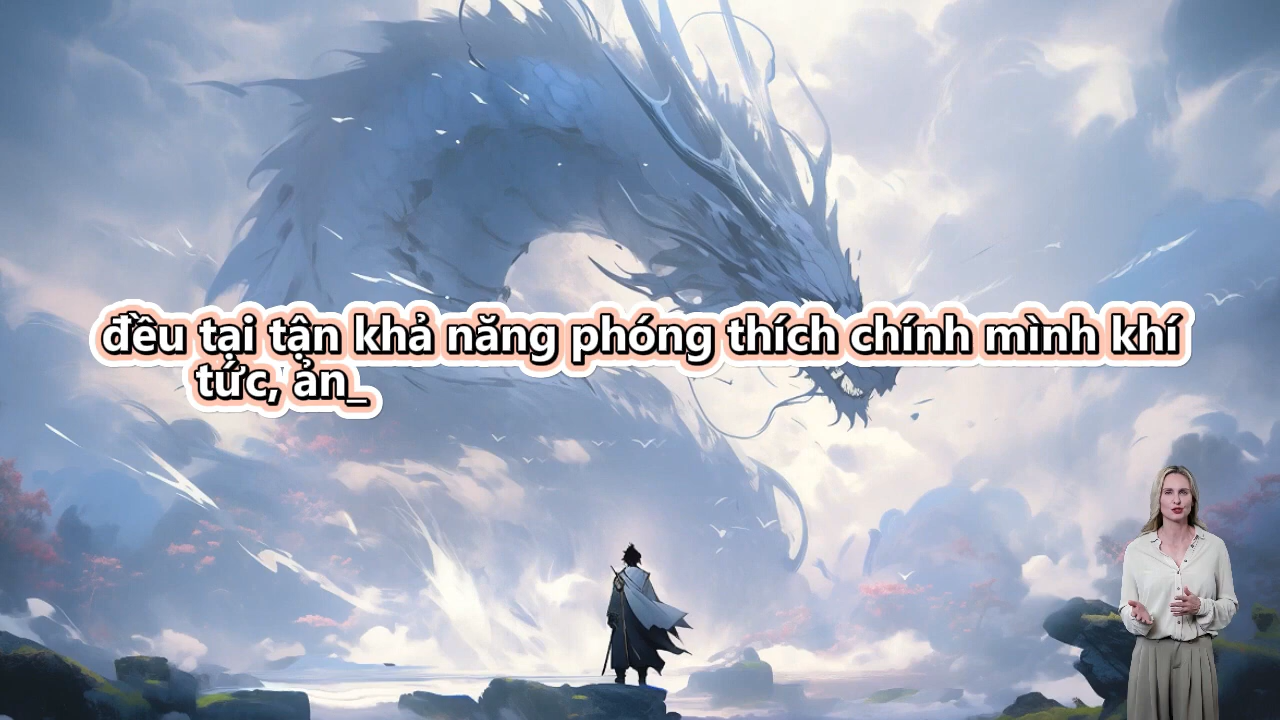 đều tại tận khả năng phóng thích chính mình khí
tức, ản_